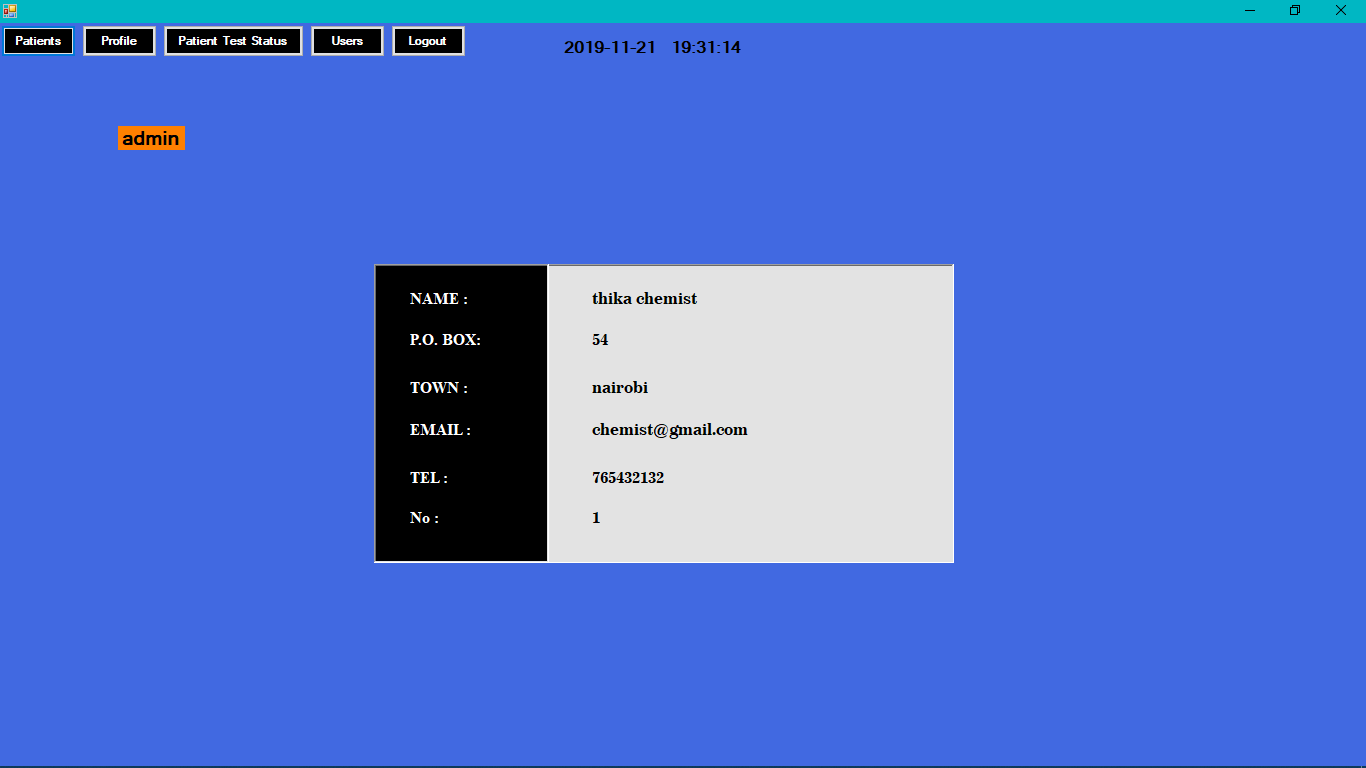 Patients Profile Patient Test Status Users Logout
2019-11-21 19:31:14
admin
NAME : thika chemist
P.O. BOX: 54
TOWN : nairobi
EMAIL : chemist@gmail.com
TEL : 765432132
No : 1